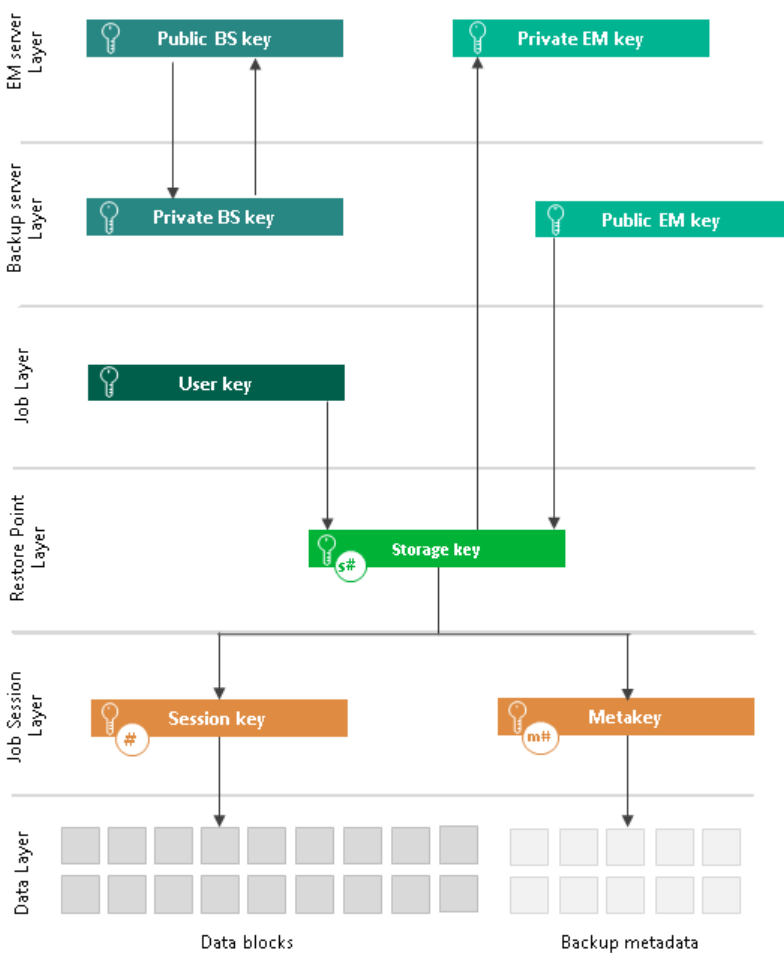 EM server
Layer
Public BS key
Private EM key
Backup server
Layer
Private BS key
Public EM key
Job Layer
User key
Restore Point
Layer
Storage key
s#
Job Session
Layer
Session key
#
Metakey
m#
Data Layer
Data blocks
Backup metadata